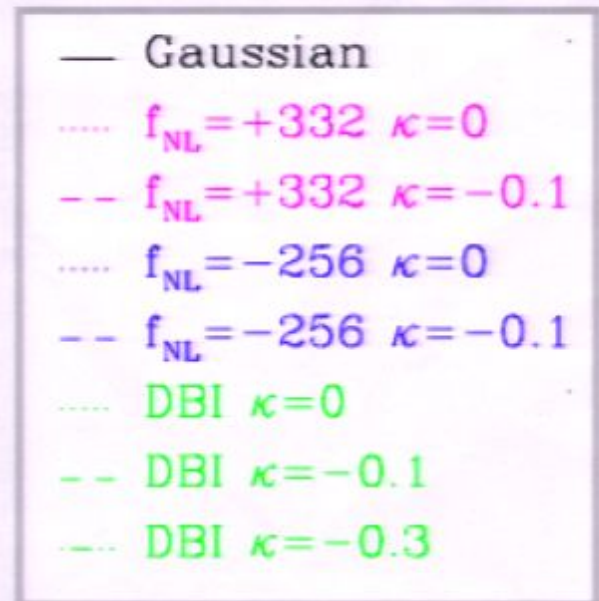 Gaussian
f_NL=+332 κ=0
f_NL=+332 κ=−0.1
f_NL=−256 κ=0
f_NL=−256 κ=−0.1
DBI κ=0
DBI κ=−0.1
DBI κ=−0.3